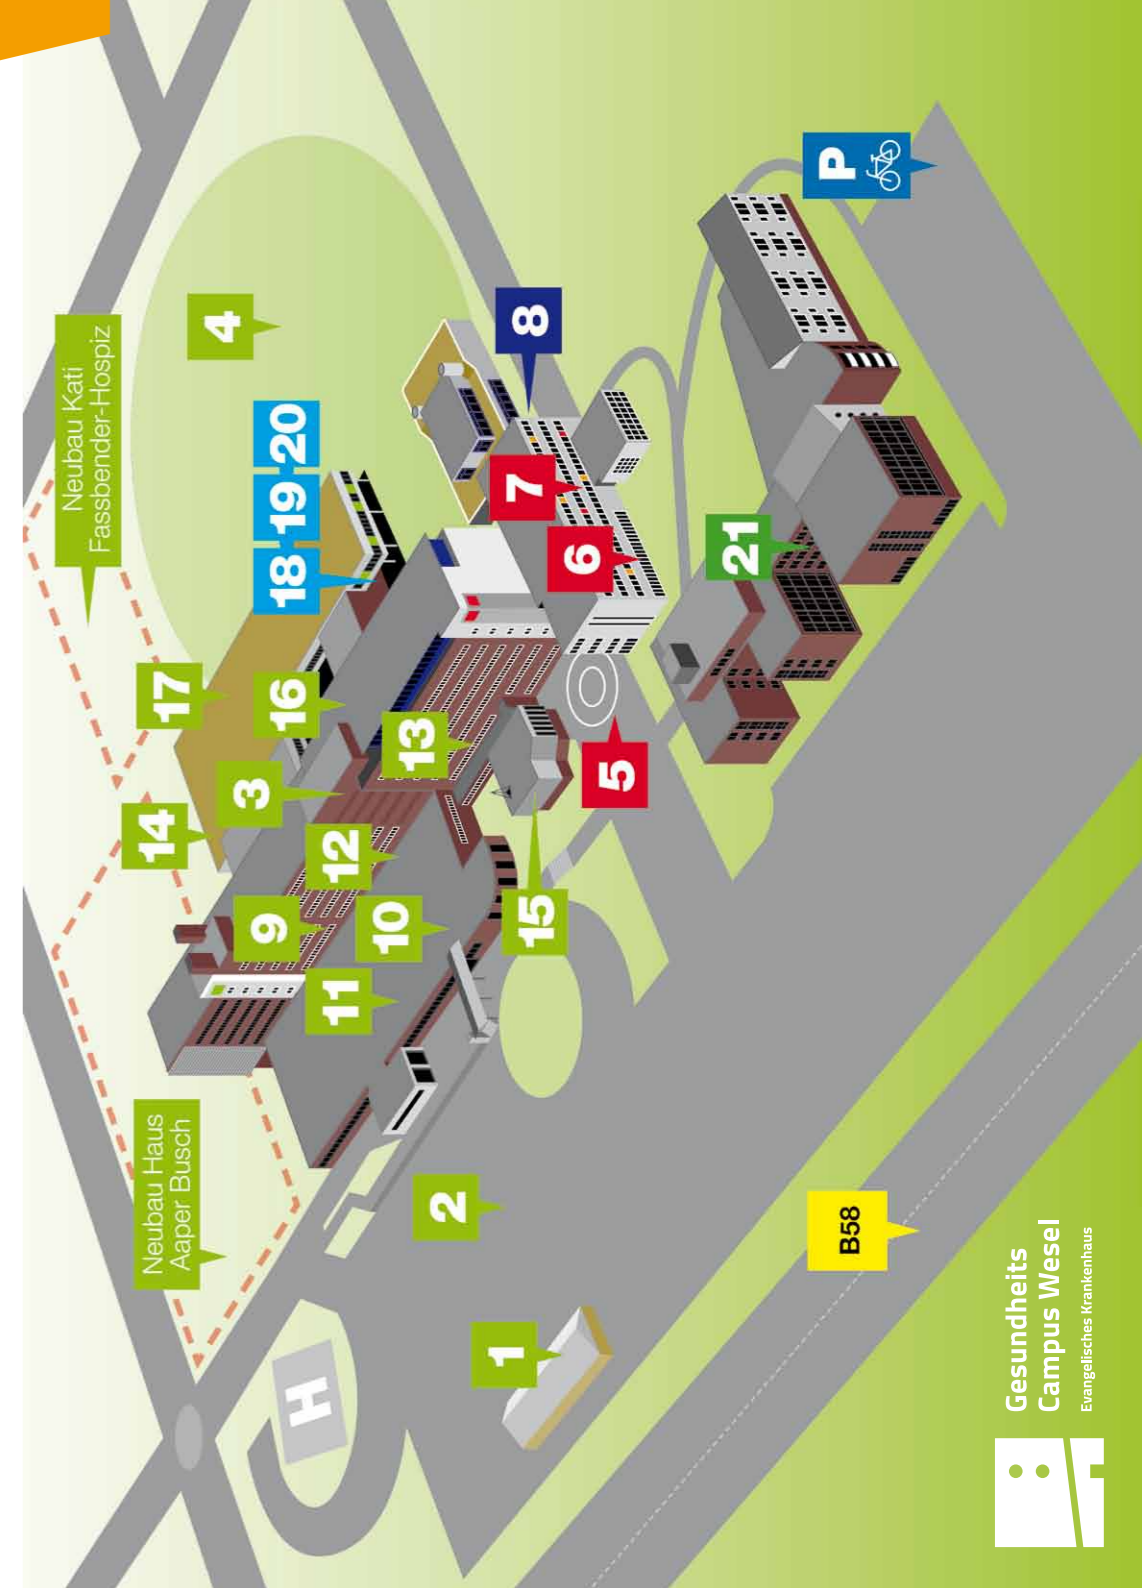 Neubau Haus
Aaper Busch
Neubau Kati
Fassbender-Hospiz
H
1
2
3
4
5
6
7
8
9
10
11
12
13
14
15
16
17
18
19
20
21
P
B58
Gesundheits
Campus Wesel
Evangelisches Krankenhaus